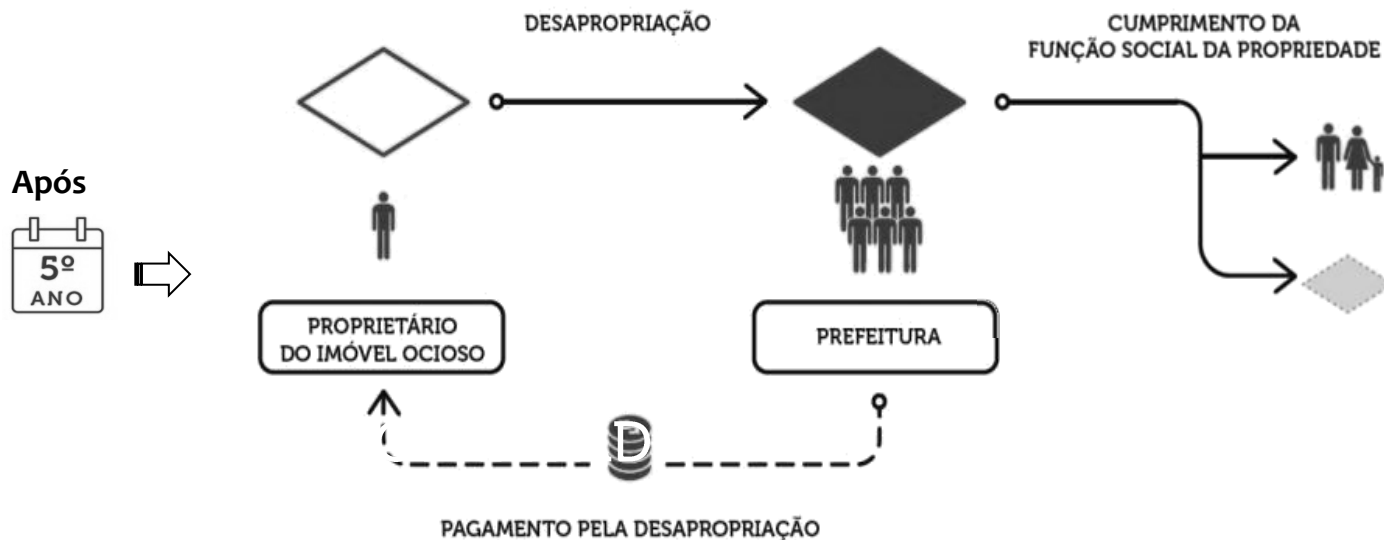 DESAPROPRIAÇÃO
CUMPRIMENTO DA
FUNÇÃO SOCIAL DA PROPRIEDADE
Após
5º
ANO
PROPRIETÁRIO
DO IMÓVEL OCIOSO
PREFEITURA
D
PAGAMENTO PELA DESAPROPRIAÇÃO